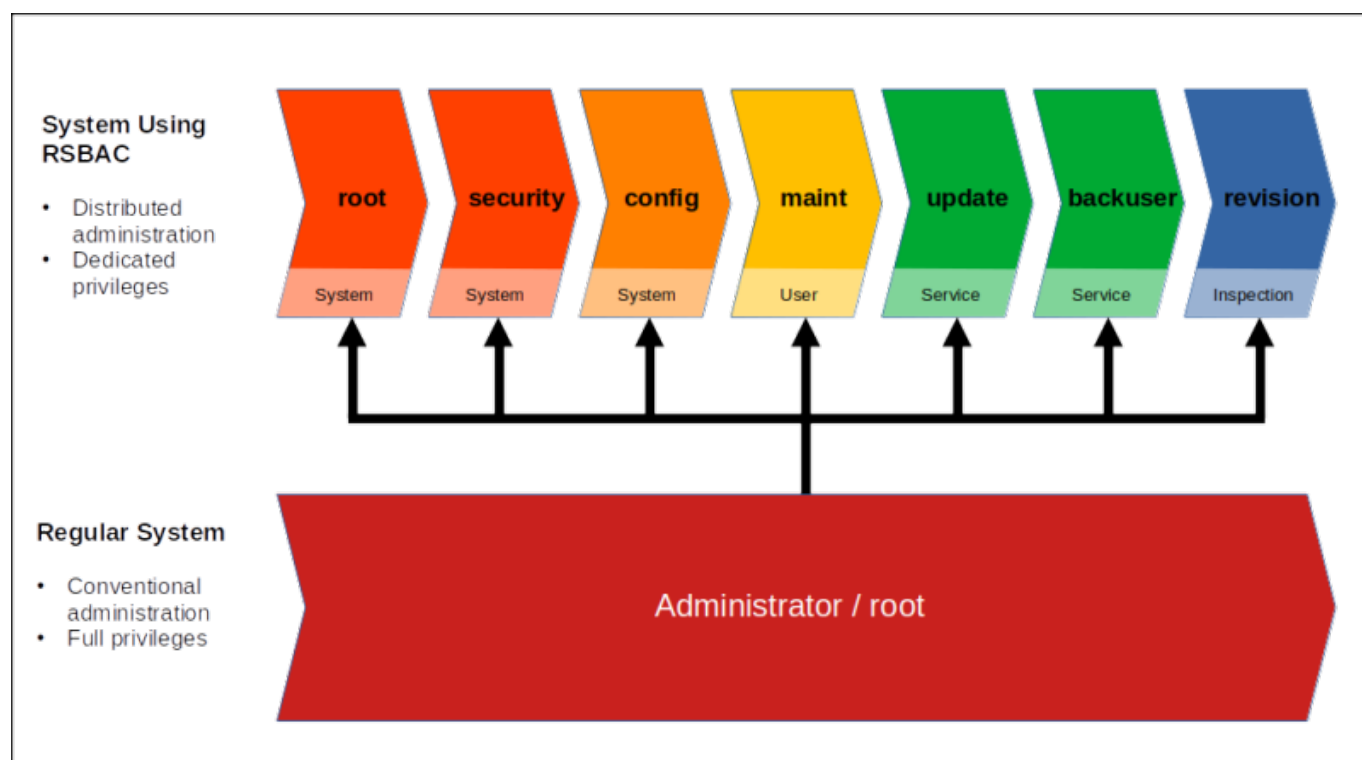 System Using
RSBAC
• Distributed
administration
• Dedicated
privileges
root
security
config
maint
update
backuser
revision
System
System
System
User
Service
Service
Inspection
Regular System
• Conventional
administration
• Full privileges
Administrator / root